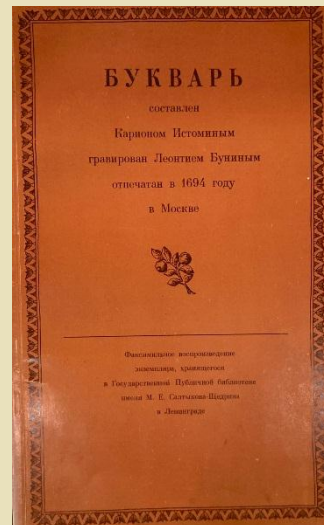 БУКВАРЬ
составлен
Карионом Истоминым
гравирован Леонтием Буниным
отпечатан в 1694 году
в Москве
Факсимильное воспроизведение
экземпляра, хранящегося
в Государственной Публичной библиотеке
имени М. Е. Салтыкова-Щедрина
в Ленинграде